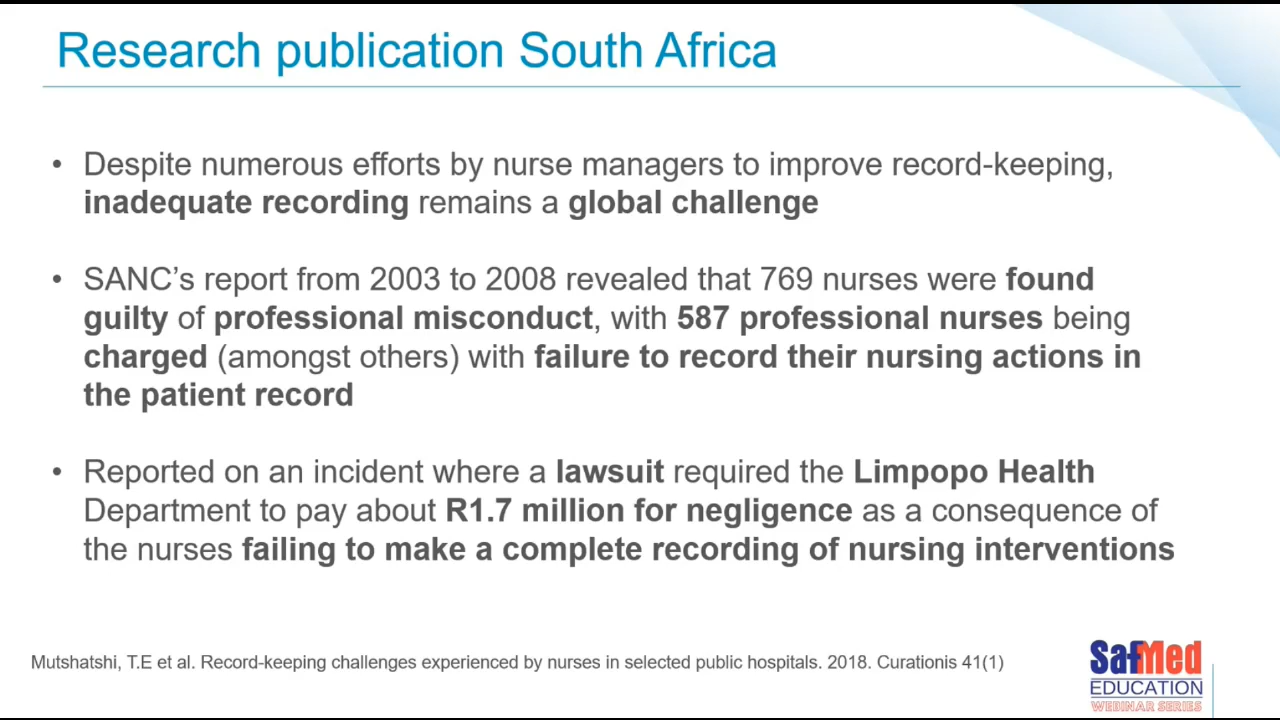 Research publication South Africa
• Despite numerous efforts by nurse managers to improve record-keeping,
inadequate recording remains a global challenge
• SANC’s report from 2003 to 2008 revealed that 769 nurses were found
guilty of professional misconduct, with 587 professional nurses being
charged (amongst others) with failure to record their nursing actions in
the patient record
• Reported on an incident where a lawsuit required the Limpopo Health
Department to pay about R1.7 million for negligence as a consequence of
the nurses failing to make a complete recording of nursing interventions
Mutshatshi, T.E et al. Record-keeping challenges experienced by nurses in selected public hospitals. 2018. Curationis 41(1)
SafMed
EDUCATION
WEBINAR SERIES